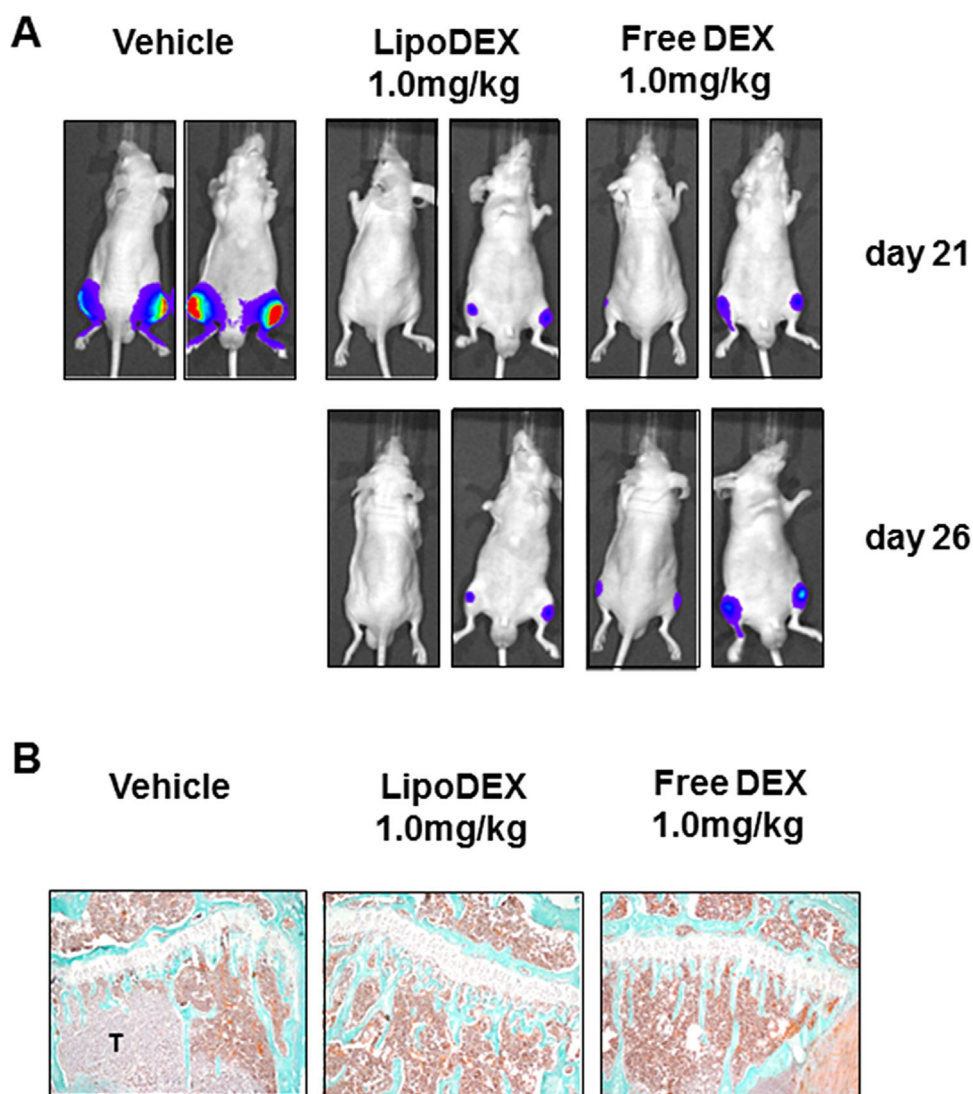 A
Vehicle
LipoDEX
1.0mg/kg
Free DEX
1.0mg/kg
day 21
day 26
B
Vehicle
LipoDEX
1.0mg/kg
Free DEX
1.0mg/kg
T